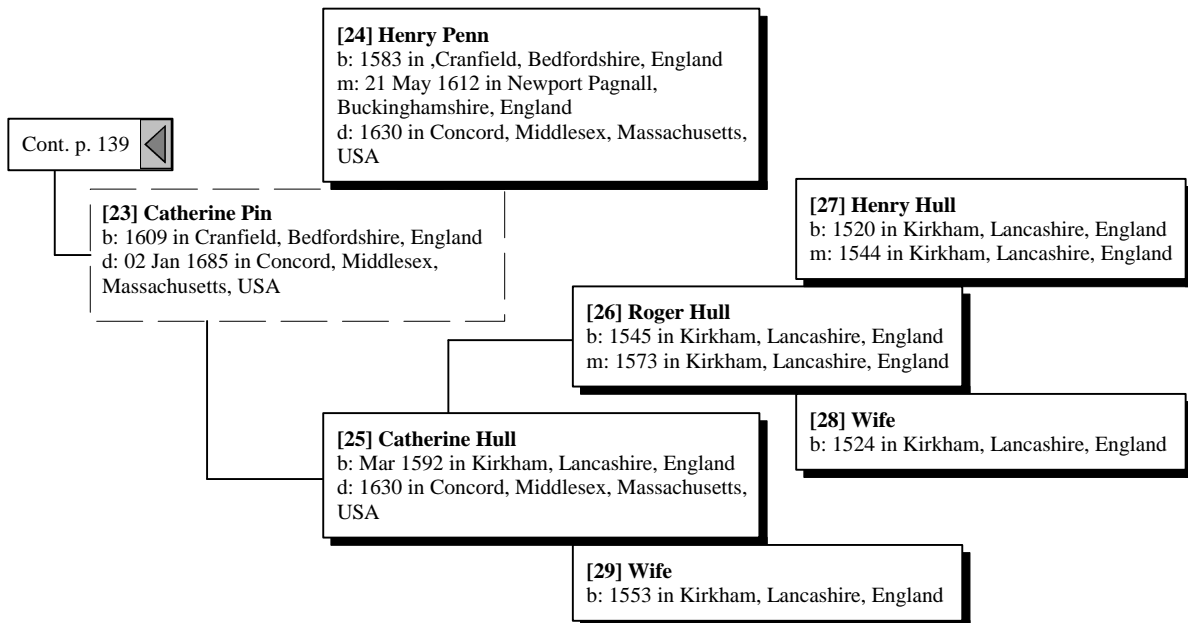 [24] Henry Penn
b: 1583 in ,Cranfield, Bedfordshire, England
m: 21 May 1612 in Newport Pagnall,
Buckinghamshire, England
d: 1630 in Concord, Middlesex, Massachusetts,
USA
Cont. p. 139
[23] Catherine Pin
b: 1609 in Cranfield, Bedfordshire, England
d: 02 Jan 1685 in Concord, Middlesex,
Massachusetts, USA
[27] Henry Hull
b: 1520 in Kirkham, Lancashire, England
m: 1544 in Kirkham, Lancashire, England
[26] Roger Hull
b: 1545 in Kirkham, Lancashire, England
m: 1573 in Kirkham, Lancashire, England
[28] Wife
b: 1524 in Kirkham, Lancashire, England
[25] Catherine Hull
b: Mar 1592 in Kirkham, Lancashire, England
d: 1630 in Concord, Middlesex, Massachusetts,
USA
[29] Wife
b: 1553 in Kirkham, Lancashire, England